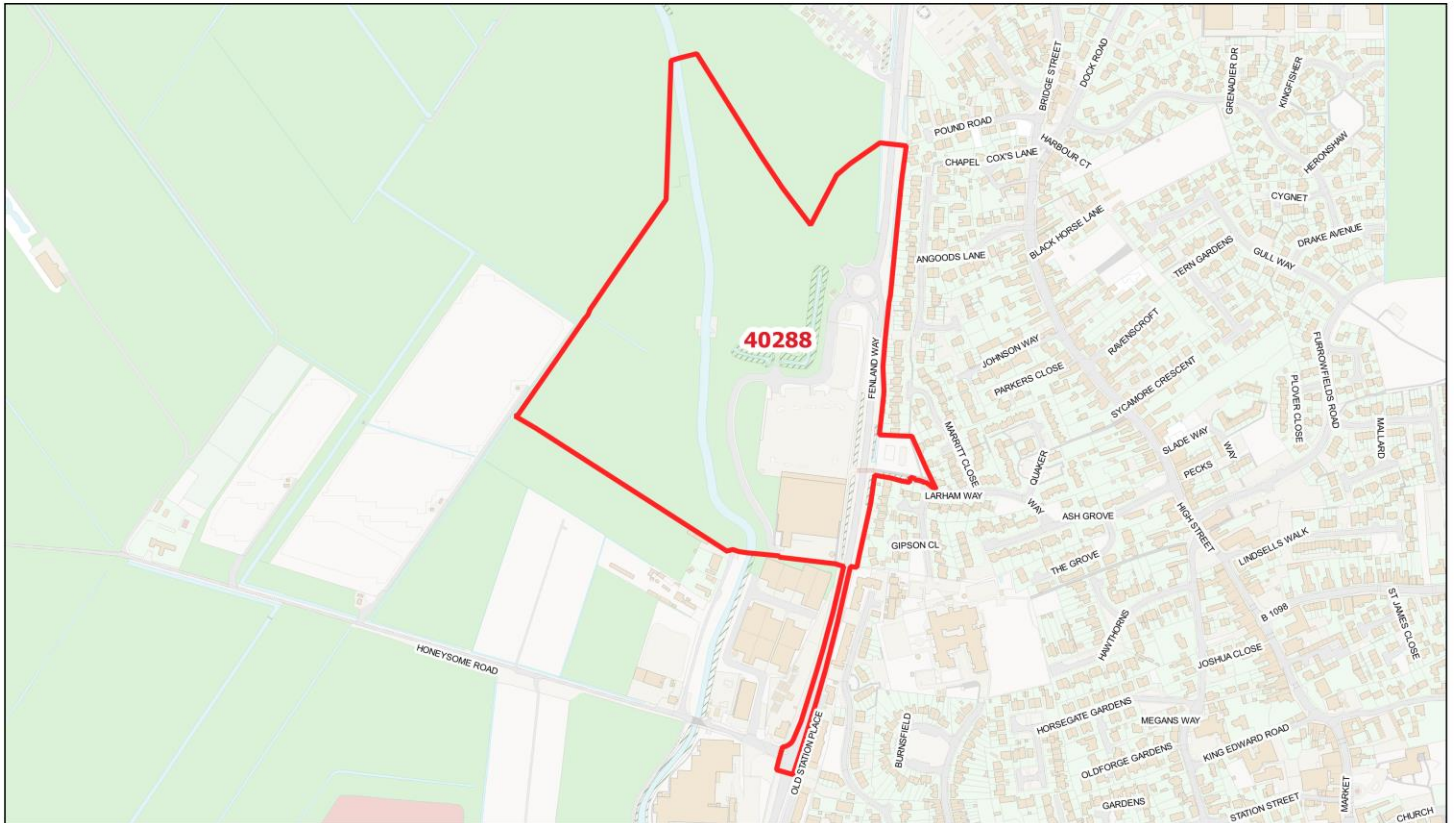 BRIDGE STREET
DOCK ROAD
GRENADIER DR
KINGFISHER
POUND ROAD
HARBOUR CT
HERONSHAW
CHAPEL
COX'S LANE
CYGNET
BLACK HORSE LANE
DRAKE AVENUE
ANGOODS LANE
TERN GARDENS
GULL WAY
40288
FENLAND WAY
JOHNSON WAY
RAVENSCROFT
FURROWFIELDS ROAD
PARKERS CLOSE
SYCAMORE CRESCENT
PLOVER CLOSE
MALLARD
MARRITT CLOSE
SLADE WAY
WAY
QUAKER
PECKS
LARHAM WAY
WAY
ASH GROVE
HIGH STREET
GIPSON CL
LINDSELLS WALK
THE GROVE
B 1098
ST JAMES CLOSE
HAWTHORNS
HONEYSOME ROAD
JOSHUA CLOSE
HORSEGATE GARDENS
MEGANS WAY
BURNSFIELD
OLD STATION PLACE
KING EDWARD ROAD
OLDFORGE GARDENS
GARDENS
STATION STREET
MARKET
CHURCH